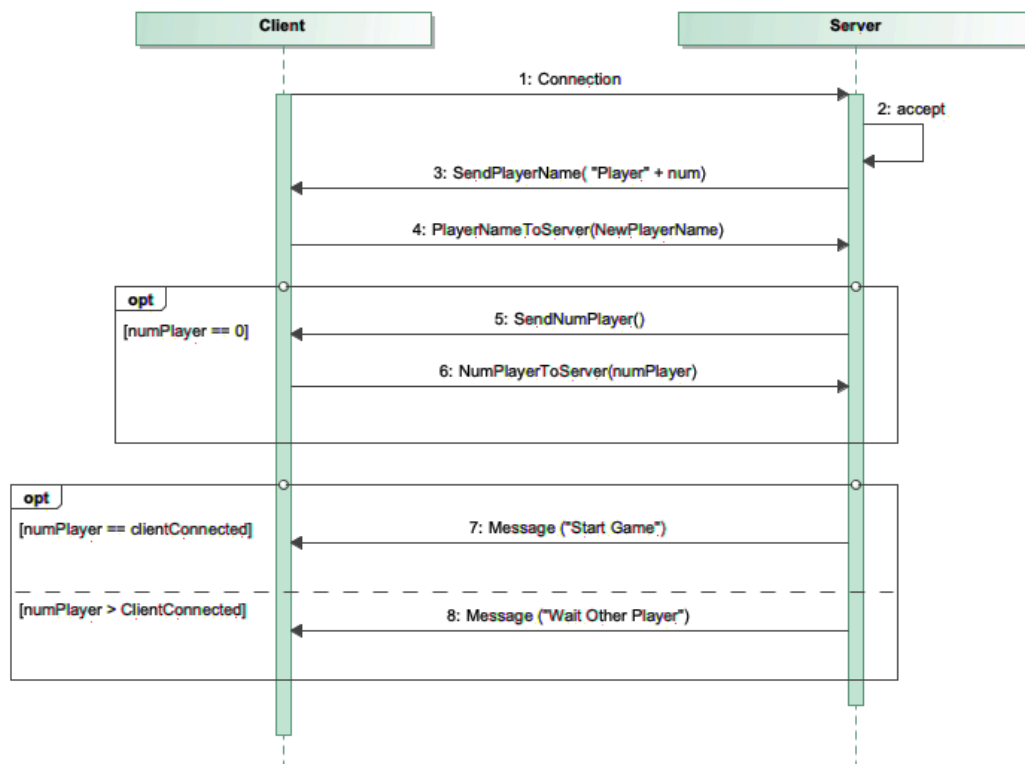 Client
Server
1: Connection
2: accept
3: SendPlayerName( "Player" + num)
4: PlayerNameToServer(NewPlayerName)
opt
[numPlayer == 0]
5: SendNumPlayer()
6: NumPlayerToServer(numPlayer)
opt
[numPlayer == clientConnected]
7: Message ("Start Game")
[numPlayer > ClientConnected]
8: Message ("Wait Other Player")